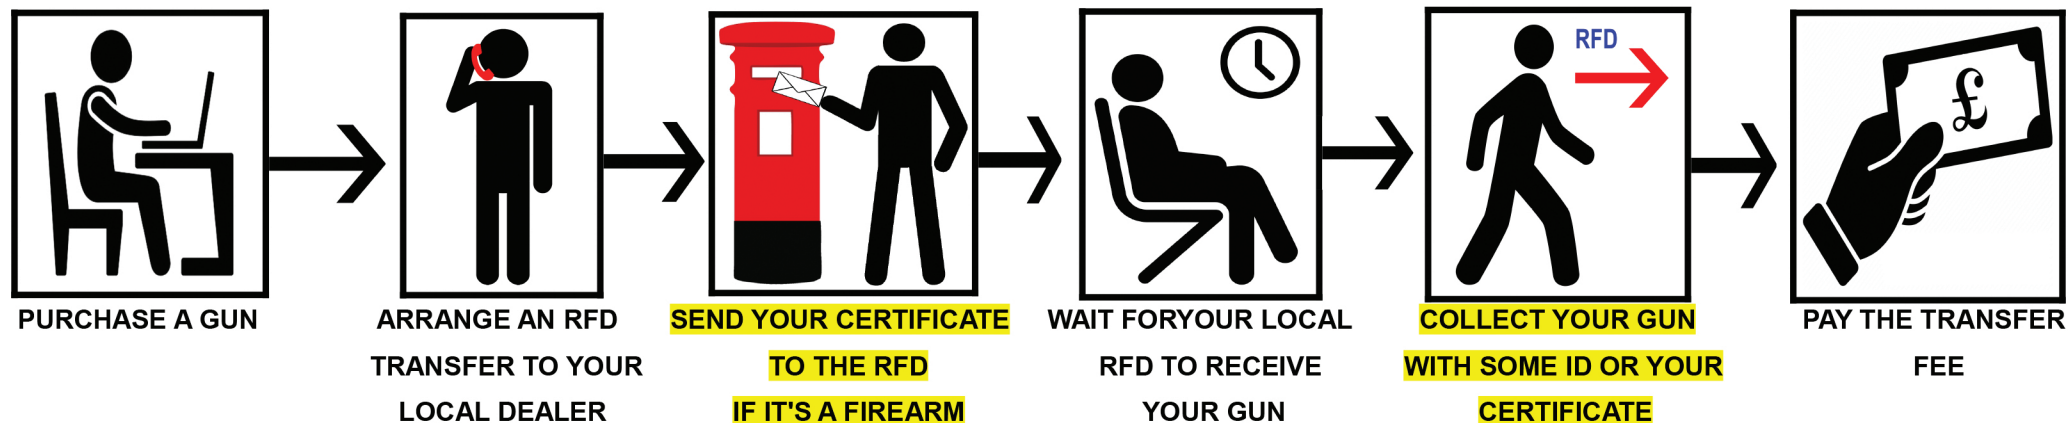 RFD
£
PURCHASE A GUN
ARRANGE AN RFD
TRANSFER TO YOUR
LOCAL DEALER
SEND YOUR CERTIFICATE
TO THE RFD
IF IT'S A FIREARM
WAIT FORYOUR LOCAL
RFD TO RECEIVE
YOUR GUN
COLLECT YOUR GUN
WITH SOME ID OR YOUR
CERTIFICATE
PAY THE TRANSFER
FEE